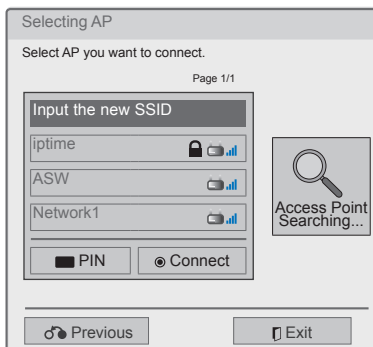 Selecting AP
Select AP you want to connect.
Page 1/1
Input the new SSID
iptime
ASW
Network1
PIN
Connect
Access Point
Searching...
Previous
Exit